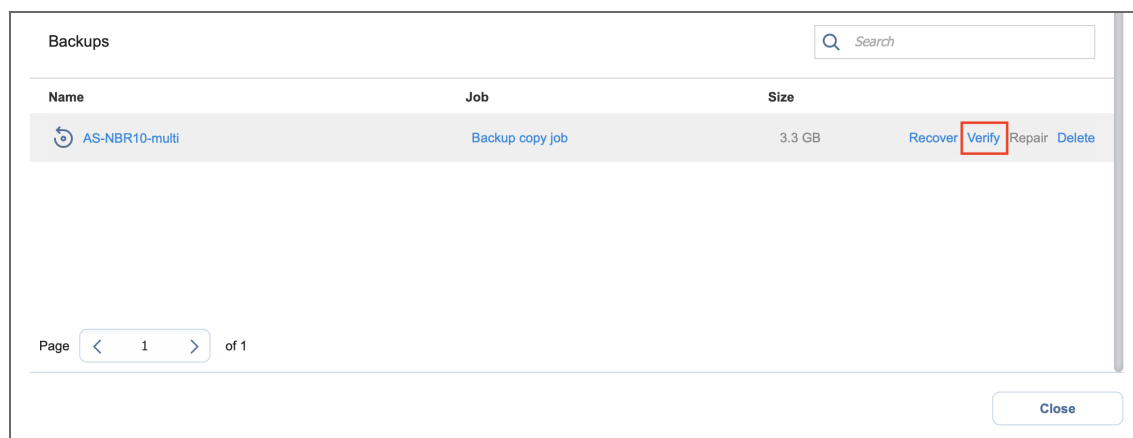 Backups
Search
Name Job Size
AS-NBR10-multi Backup copy job 3.3 GB Recover Verify Repair Delete
Page 1 of 1
Close